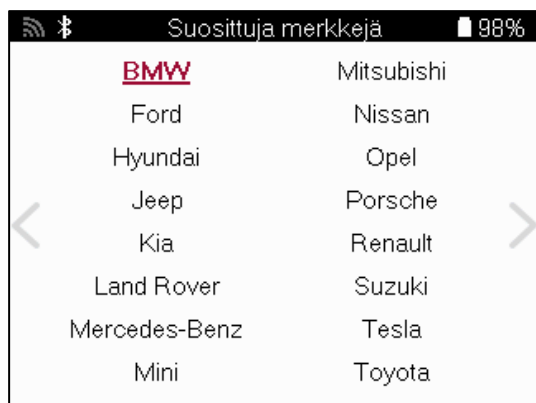 Suosittuja merkkejä 98%
BMW
Ford
Hyundai
Jeep
Kia
Land Rover
Mercedes-Benz
Mini
Mitsubishi
Nissan
Opel
Porsche
Renault
Suzuki
Tesla
Toyota